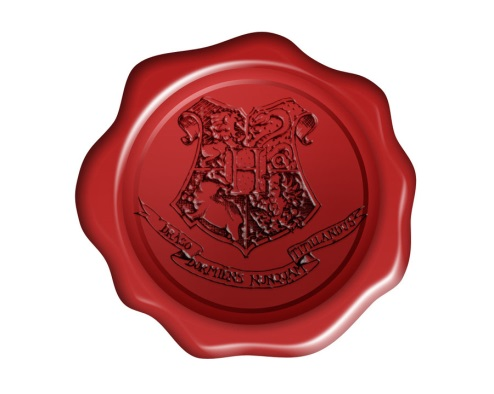 H
DRACO
DORMIENS NUNQUAM
TITILLANDUS